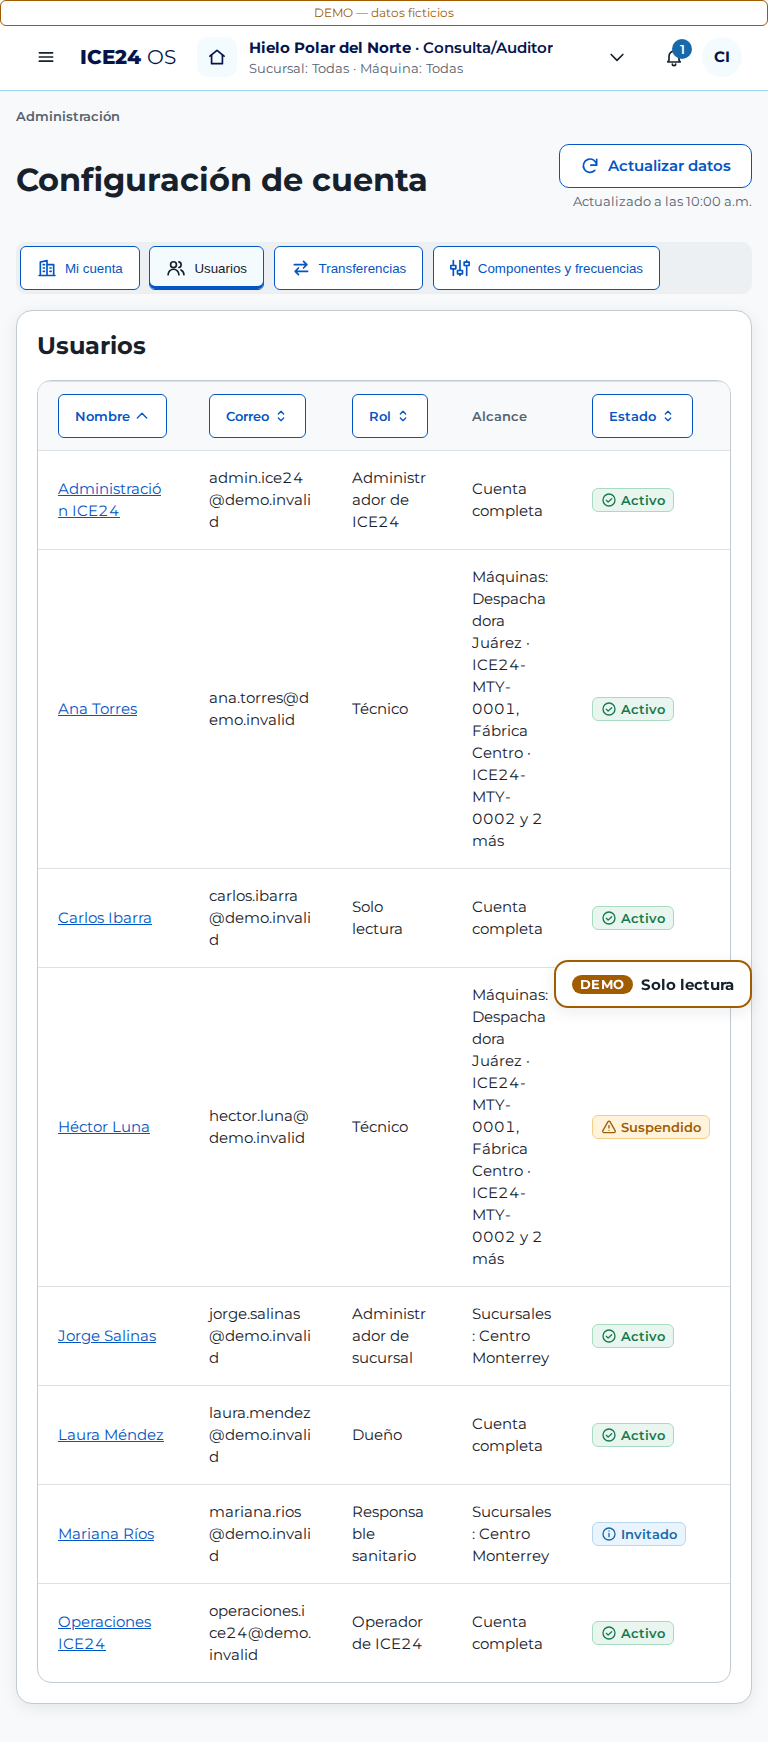 DEMO — datos ficticios
ICE24 OS
Hielo Polar del Norte · Consulta/Auditor
Sucursal: Todas · Máquina: Todas
1
CI
Administración
Configuración de cuenta
Actualizar datos
Actualizado a las 10:00 a.m.
Mi cuenta
Usuarios
Transferencias
Componentes y frecuencias
Usuarios
Nombre
Correo
Rol
Alcance
Estado
Administració
n ICE24
admin.ice24
@demo.invali
d
Administr
ador de
ICE24
Cuenta
completa
Activo
Ana Torres
ana.torres@d
emo.invalid
Técnico
Máquinas:
Despacha
dora
Juárez ·
ICE24-
MTY-
0001,
Fábrica
Centro ·
ICE24-
MTY-
0002 y 2
más
Activo
Carlos Ibarra
carlos.ibarra
@demo.invali
d
Solo
lectura
Cuenta
completa
Activo
DEMO Solo lectura
Héctor Luna
hector.luna@
demo.invalid
Técnico
Máquinas:
Despacha
dora
Juárez ·
ICE24-
MTY-
0001,
Fábrica
Centro ·
ICE24-
MTY-
0002 y 2
más
Suspendido
Jorge Salinas
jorge.salinas
@demo.invali
d
Administr
ador de
sucursal
Sucursales
: Centro
Monterrey
Activo
Laura Méndez
laura.mendez
@demo.invali
d
Dueño
Cuenta
completa
Activo
Mariana Ríos
mariana.rios
@demo.invali
d
Responsa
ble
sanitario
Sucursales
: Centro
Monterrey
Invitado
Operaciones
ICE24
operaciones.i
ce24@demo.
invalid
Operador
de ICE24
Cuenta
completa
Activo